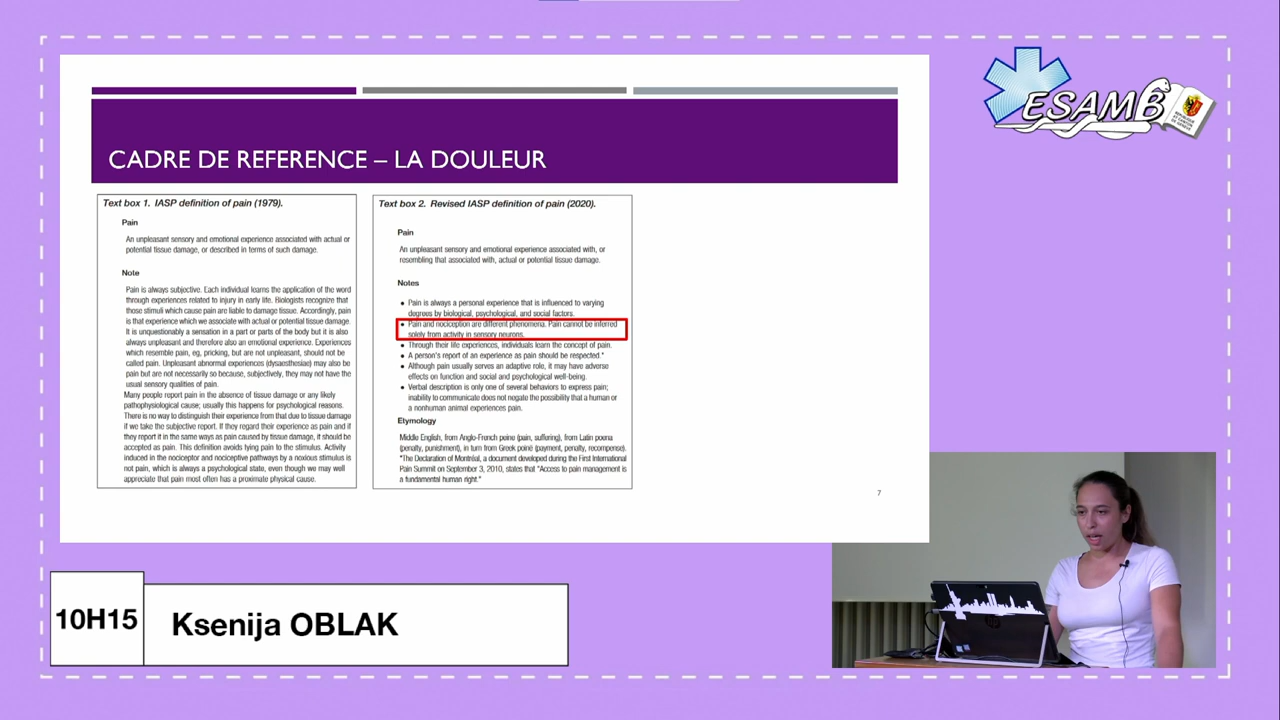 ESAMB
REPUBLIQUE
ET CANTON
DE GENEVE
CADRE DE REFERENCE – LA DOULEUR
Text box 1. IASP definition of pain (1979).
Pain
An unpleasant sensory and emotional experience associated with actual or
potential tissue damage, or described in terms of such damage.
Note
Pain is always subjective. Each individual learns the application of the word
through experiences related to injury in early life. Biologists recognize that
those stimuli which cause pain are liable to damage tissue. Accordingly, pain
is that experience which we associate with actual or potential tissue damage.
It is unquestionably a sensation in a part or parts of the body but it is also
always unpleasant and therefore also an emotional experience. Experiences
which resemble pain, eg, pricking, but are not unpleasant, should not be
called pain. Unpleasant abnormal experiences (dysaesthesiae) may also be
pain but are not necessarily so because, subjectively, they may not have the
usual sensory qualities of pain.
Many people report pain in the absence of tissue damage or any likely
pathophysiological cause; usually this happens for psychological reasons.
There is no way to distinguish their experience from that due to tissue damage
if we take the subjective report. If they regard their experience as pain and if
they report it in the same ways as pain caused by tissue damage, it should be
accepted as pain. This definition avoids tying pain to the stimulus. Activity
induced in the nociceptor and nociceptive pathways by a noxious stimulus is
not pain, which is always a psychological state, even though we may well
appreciate that pain most often has a proximate physical cause.
Text box 2. Revised IASP definition of pain (2020).
Pain
An unpleasant sensory and emotional experience associated with, or
resembling that associated with, actual or potential tissue damage.
Notes
• Pain is always a personal experience that is influenced to varying
degrees by biological, psychological, and social factors.
• Pain and nociception are different phenomena. Pain cannot be inferred
solely from activity in sensory neurons.
• Through their life experiences, individuals learn the concept of pain.
• A person's report of an experience as pain should be respected.*
• Although pain usually serves an adaptive role, it may have adverse
effects on function and social and psychological well-being.
• Verbal description is only one of several behaviors to express pain;
inability to communicate does not negate the possibility that a human or
a nonhuman animal experiences pain.
Etymology
Middle English, from Anglo-French peine (pain, suffering), from Latin poena
(penalty, punishment), in turn from Greek poinē (payment, penalty, recompense).
*The Declaration of Montréal, a document developed during the First International
Pain Summit on September 3, 2010, states that "Access to pain management is
a fundamental human right."
7
10H15
Ksenija OBLAK